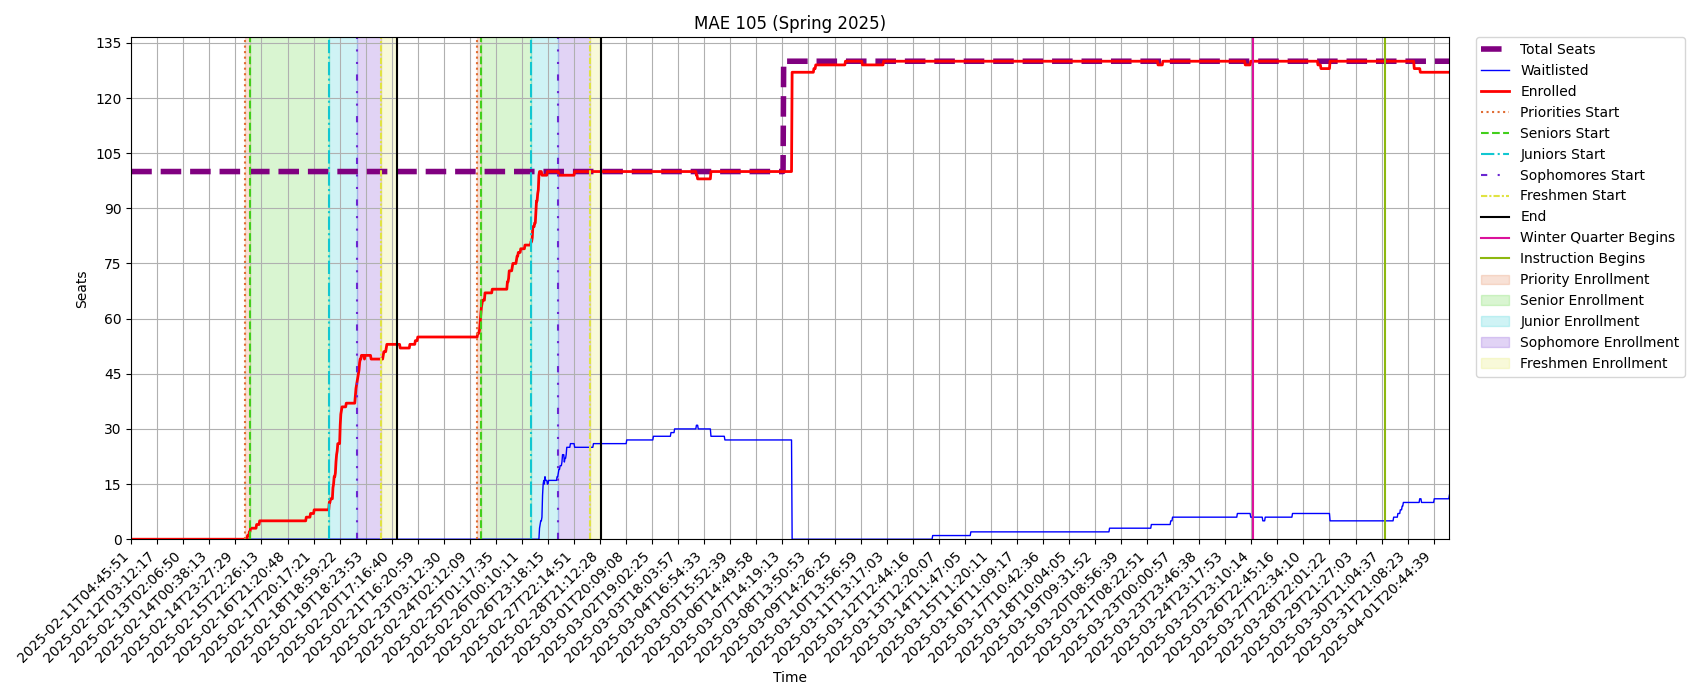 MAE 105 (Spring 2025)
Seats
135
120
105
90
75
60
45
30
15
0
2025-02-11T04:45:51
2025-02-12T03:12:17
2025-02-13T02:06:50
2025-02-14T00:38:13
2025-02-14T23:27:29
2025-02-15T22:26:13
2025-02-16T21:20:48
2025-02-17T20:17:21
2025-02-18T18:59:22
2025-02-19T18:23:53
2025-02-20T17:16:40
2025-02-21T16:20:59
2025-02-23T03:12:30
2025-02-24T02:12:09
2025-02-25T01:17:35
2025-02-26T00:10:11
2025-02-26T23:18:15
2025-02-27T22:14:51
2025-02-28T21:12:28
2025-03-01T20:09:08
2025-03-02T19:02:25
2025-03-03T18:03:57
2025-03-04T16:54:33
2025-03-05T15:52:39
2025-03-06T14:49:58
2025-03-07T14:19:13
2025-03-08T13:50:53
2025-03-09T14:26:25
2025-03-10T13:56:59
2025-03-11T13:17:03
2025-03-12T12:44:16
2025-03-13T12:20:07
2025-03-14T11:47:05
2025-03-15T11:20:11
2025-03-16T11:09:17
2025-03-17T10:42:36
2025-03-18T10:04:05
2025-03-19T09:31:52
2025-03-20T08:56:39
2025-03-21T08:22:51
2025-03-23T00:00:57
2025-03-23T23:46:38
2025-03-24T23:17:53
2025-03-25T23:10:14
2025-03-26T22:45:16
2025-03-27T22:34:10
2025-03-28T22:01:22
2025-03-29T21:27:03
2025-03-30T21:04:37
2025-03-31T21:08:23
2025-04-01T20:44:39
Time
Total Seats
Waitlisted
Enrolled
Priorities Start
Seniors Start
Juniors Start
Sophomores Start
Freshmen Start
End
Winter Quarter Begins
Instruction Begins
Priority Enrollment
Senior Enrollment
Junior Enrollment
Sophomore Enrollment
Freshmen Enrollment